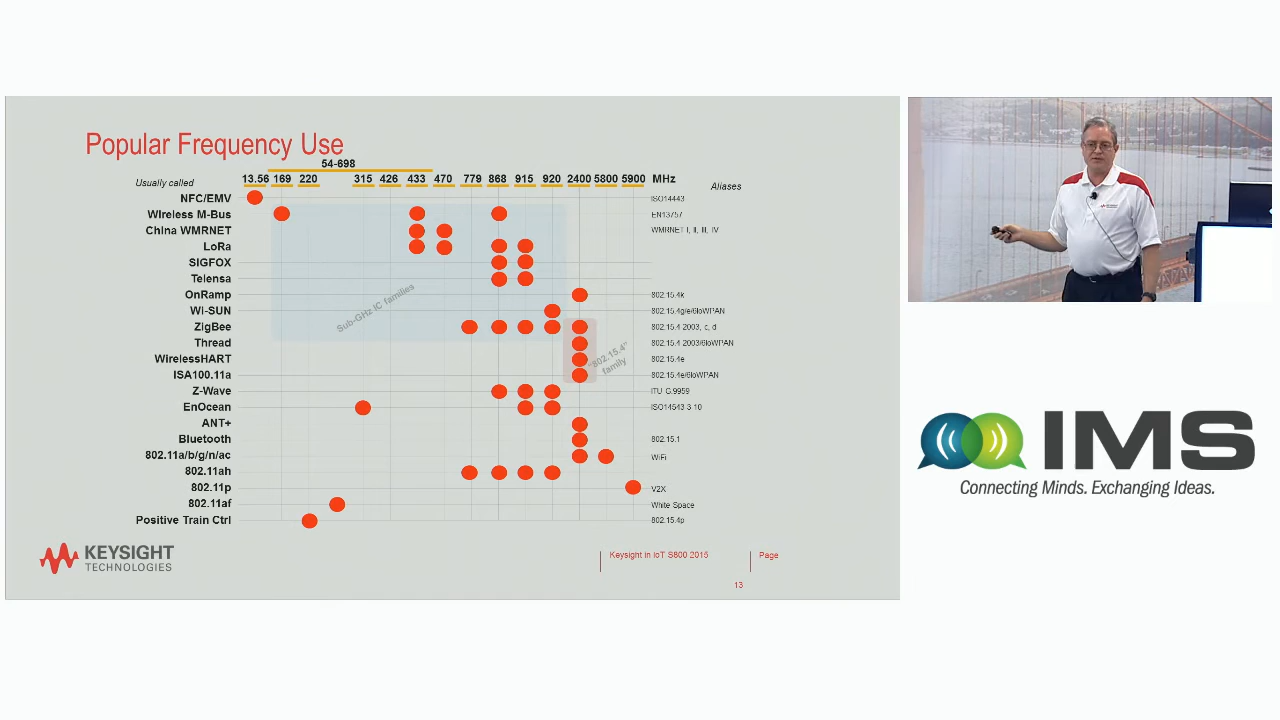 Popular Frequency Use
54-698
Usually called 13.56 169 220 315 426 433 470 779 868 915 920 2400 5800 5900 MHz Aliases
NFC/EMV ISO14443
Wireless M-Bus EN13757
China WMRNET WMRNET I, II, III, IV
LoRa
SIGFOX
Telensa
OnRamp 802.15.4k
Wi-SUN 802.15.4g/e/6loWPAN
ZigBee 802.15.4 2003, c, d
Thread 802.15.4 2003/6loWPAN
WirelessHART 802.15.4e
ISA100.11a 802.15.4e/6loWPAN
Z-Wave ITU G.9959
EnOcean ISO14543 3 10
ANT+
Bluetooth 802.15.1
802.11a/b/g/n/ac WiFi
802.11ah
802.11p V2X
802.11af White Space
Positive Train Ctrl 802.15.4p
Sub-GHz IC families
"802.15.4"
family
KEYSIGHT
TECHNOLOGIES
Keysight in IoT S800 2015
Page
13
IMS
Connecting Minds. Exchanging Ideas.